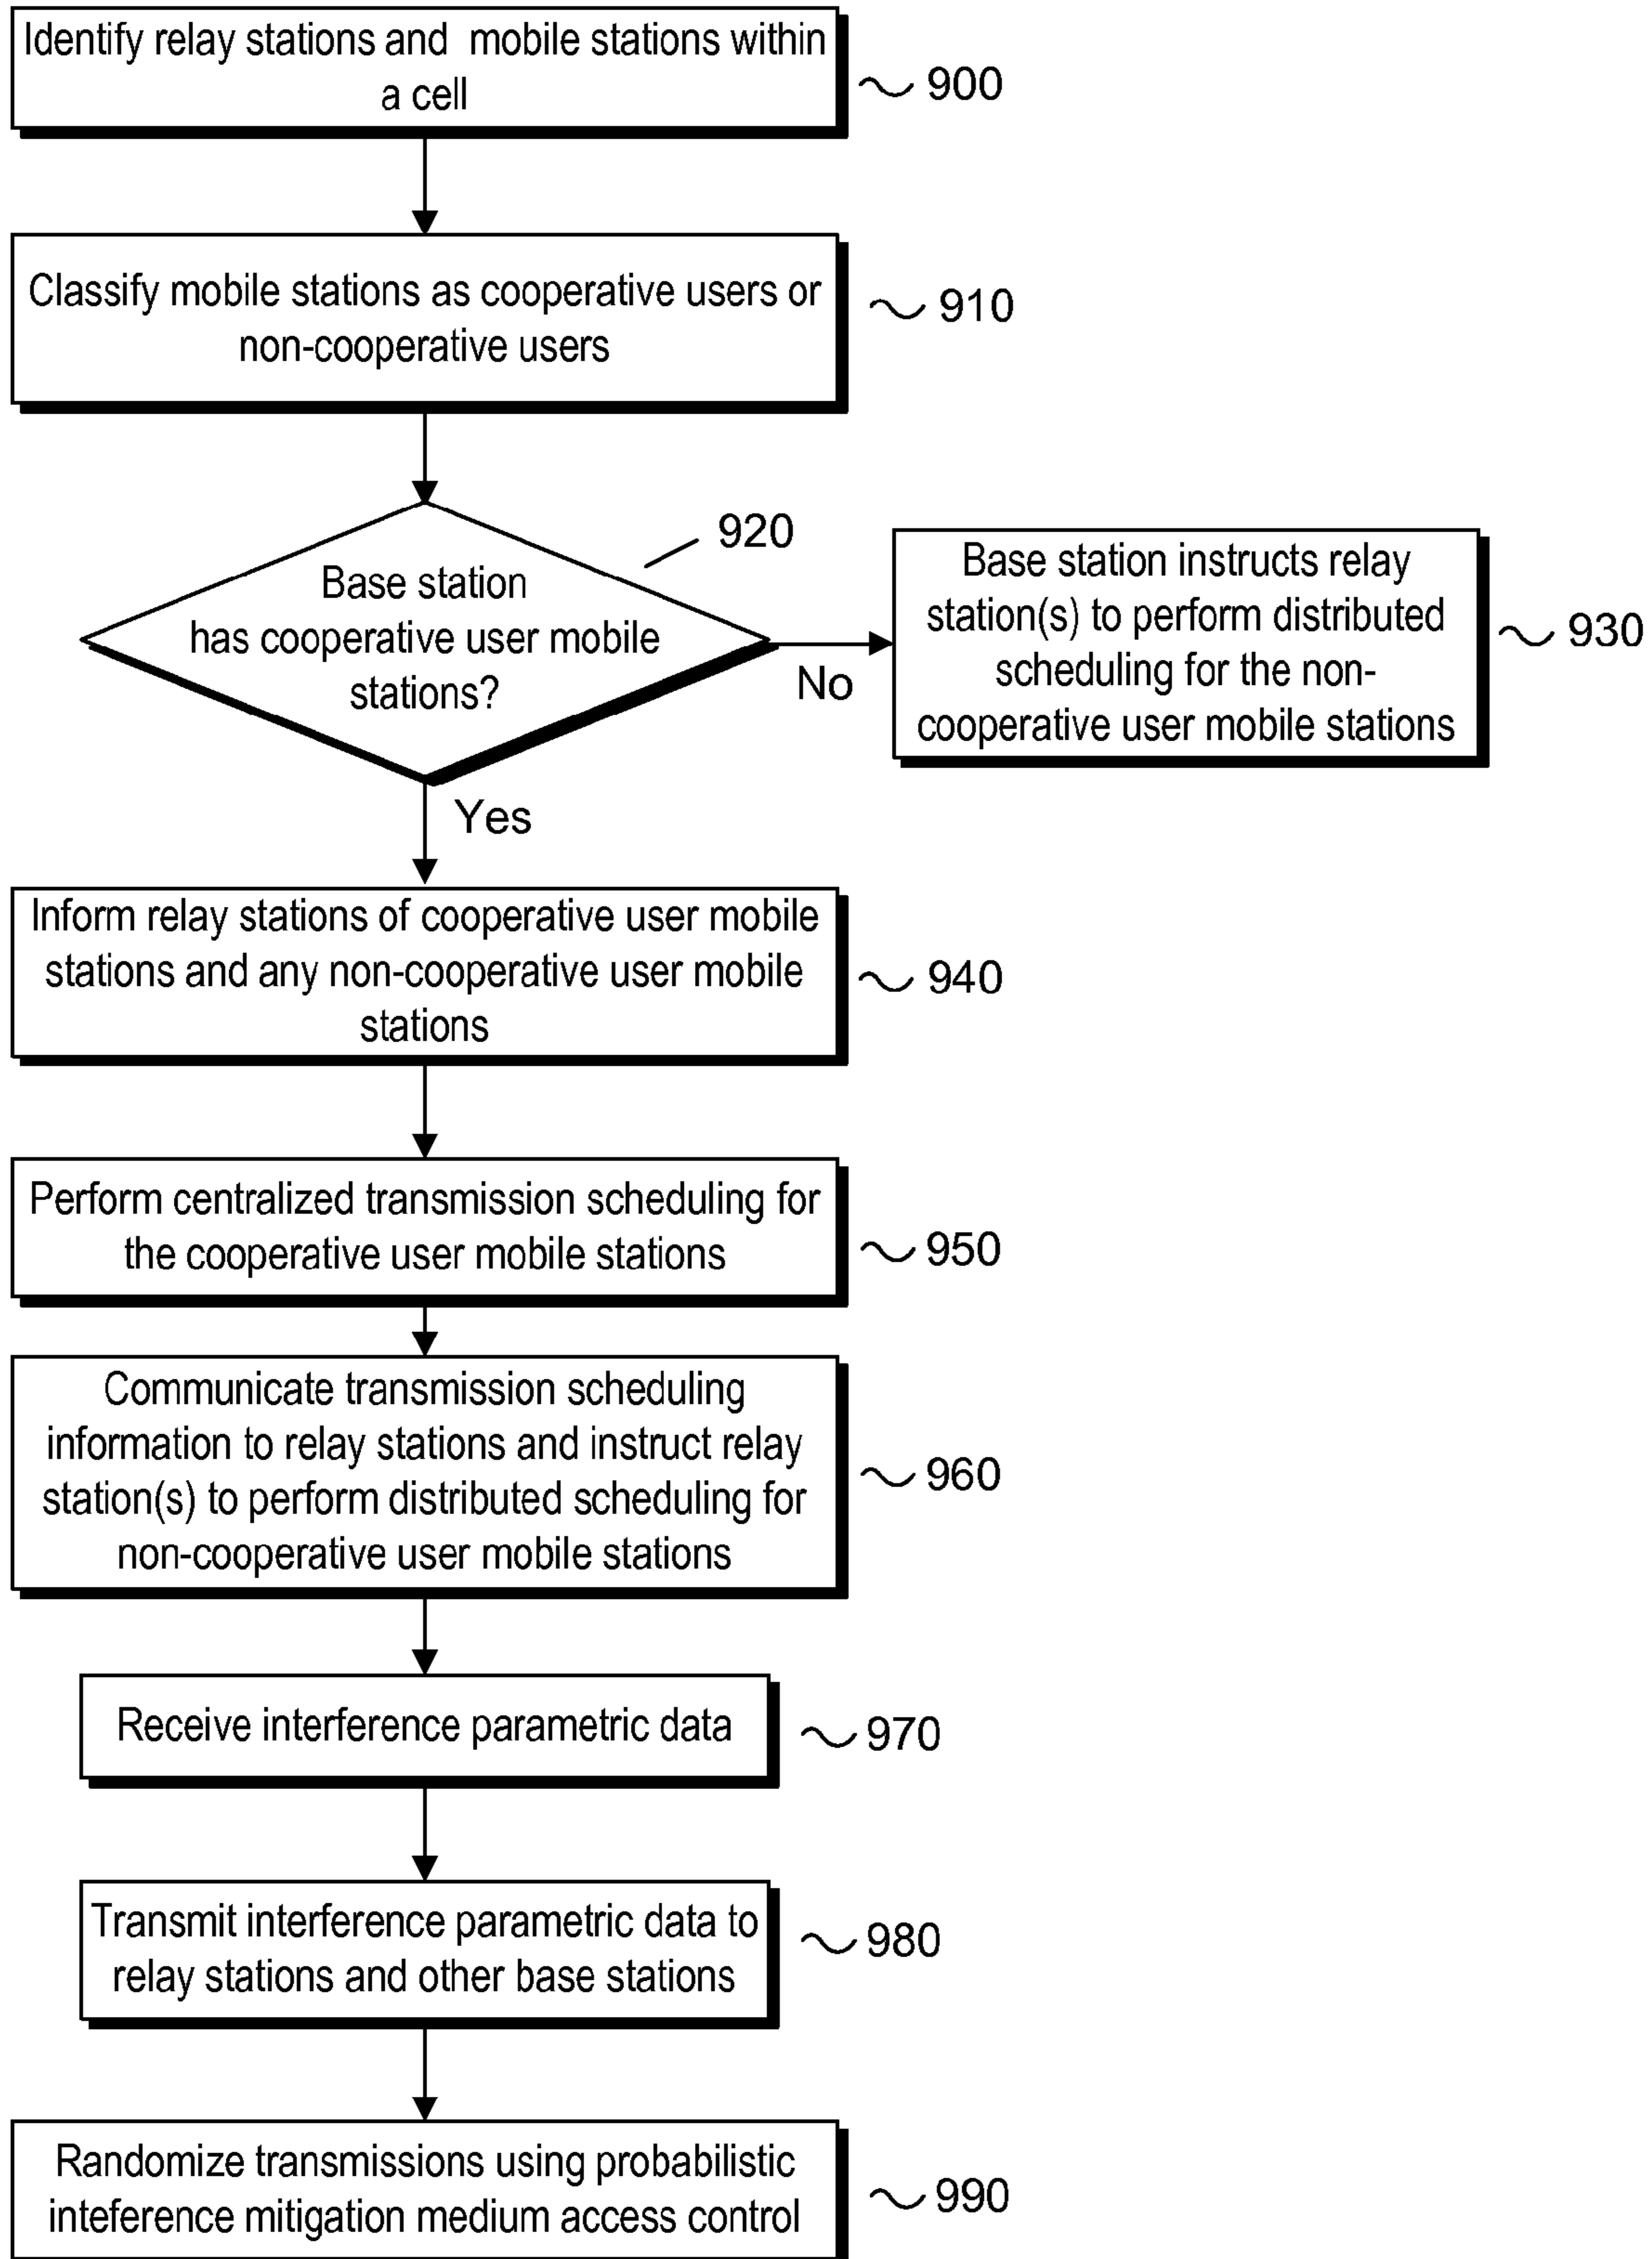 Identify relay stations and mobile stations within
a cell
900
Classify mobile stations as cooperative users or
non-cooperative users
910
920
Base station
has cooperative user mobile
stations?
No
Base station instructs relay
station(s) to perform distributed
scheduling for the non-
cooperative user mobile stations
930
Yes
Inform relay stations of cooperative user mobile
stations and any non-cooperative user mobile
stations
940
Perform centralized transmission scheduling for
the cooperative user mobile stations
950
Communicate transmission scheduling
information to relay stations and instruct relay
station(s) to perform distributed scheduling for
non-cooperative user mobile stations
960
Receive interference parametric data
970
Transmit interference parametric data to
relay stations and other base stations
980
Randomize transmissions using probabilistic
inteference mitigation medium access control
990